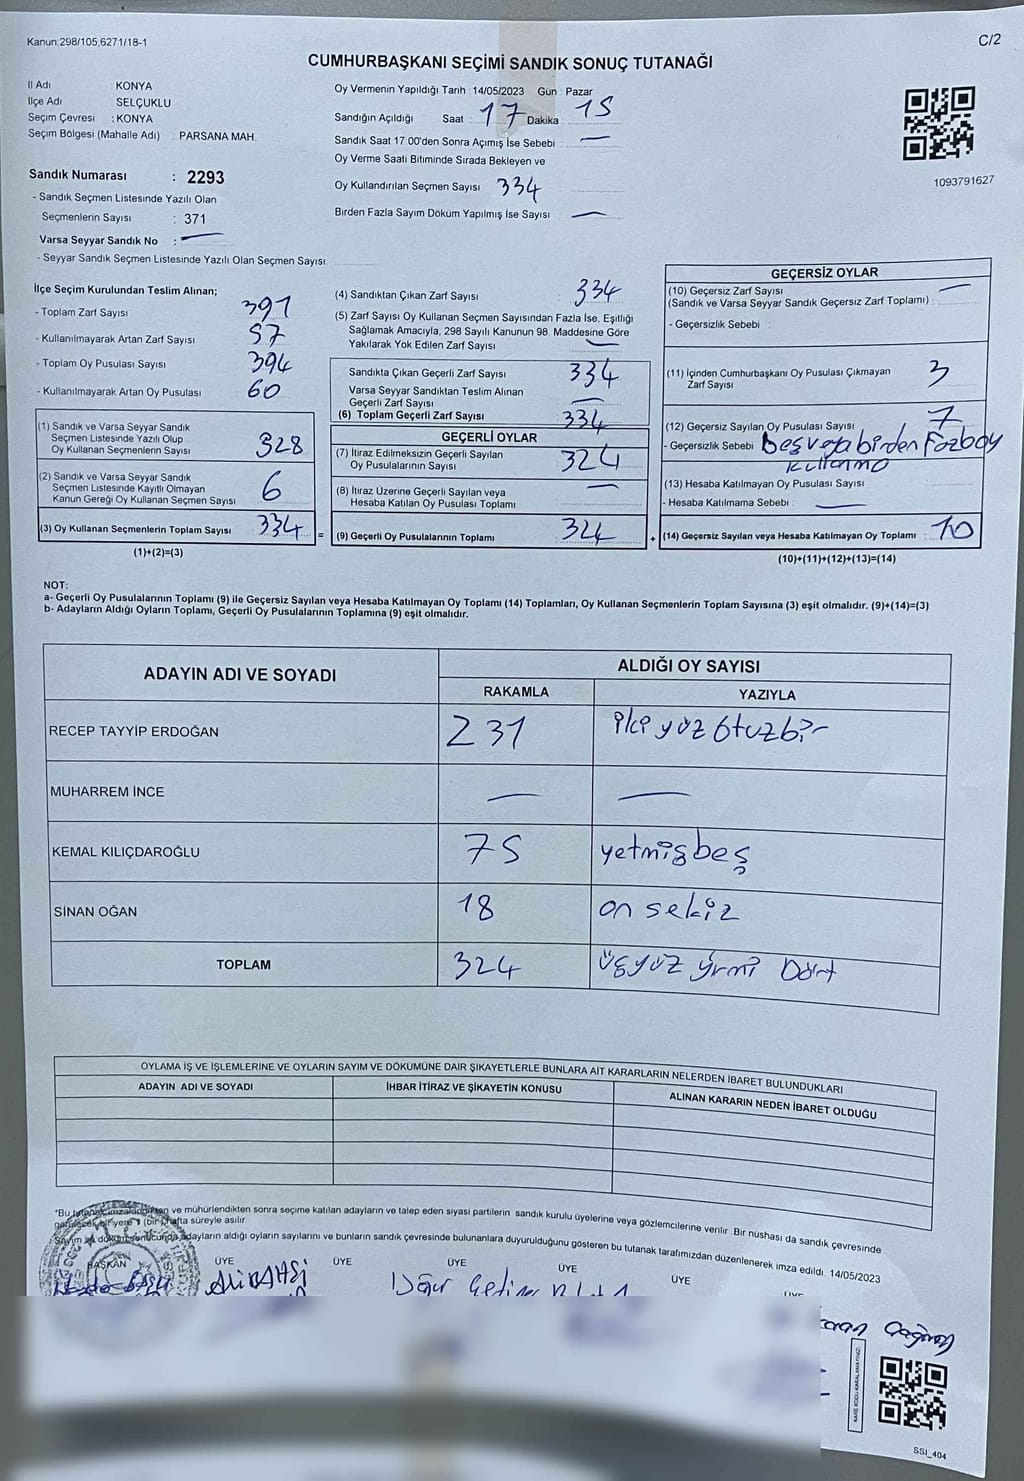 Kanun:298/105,6271/18-1
C/2
CUMHURBAŞKANI SEÇİMİ SANDIK SONUÇ TUTANAĞI
İl Adı KONYA
İlçe Adı SELÇUKLU
Seçim Çevresi : KONYA
Seçim Bölgesi (Mahalle Adı) : PARSANA MAH.
Sandık Numarası : 2293
- Sandık Seçmen Listesinde Yazılı Olan
Seçmenlerin Sayısı : 371
Varsa Seyyar Sandık No : —
- Seyyar Sandık Seçmen Listesinde Yazılı Olan Seçmen Sayısı:
Oy Vermenin Yapıldığı Tarih : 14/05/2023 Gün : Pazar
Sandığın Açıldığı Saat : 17 Dakika : 15
Sandık Saat 17:00'den Sonra Açımış İse Sebebi : —
Oy Verme Saati Bitiminde Sırada Bekleyen ve
Oy Kullandırılan Seçmen Sayısı 334
Birden Fazla Sayım Döküm Yapılmış İse Sayısı —
1093791627
İlçe Seçim Kurulundan Teslim Alınan;
- Toplam Zarf Sayısı 391
- Kullanılmayarak Artan Zarf Sayısı 57
- Toplam Oy Pusulası Sayısı 394
- Kullanılmayarak Artan Oy Pusulası 60
(1) Sandık ve Varsa Seyyar Sandık
Seçmen Listesinde Yazılı Olup
Oy Kullanan Seçmenlerin Sayısı 328
(2) Sandık ve Varsa Seyyar Sandık
Seçmen Listesinde Kayıtlı Olmayan
Kanun Gereği Oy Kullanan Seçmen Sayısı 6
(3) Oy Kullanan Seçmenlerin Toplam Sayısı 334 =
(1)+(2)=(3)
(4) Sandıktan Çıkan Zarf Sayısı 334
(5) Zarf Sayısı Oy Kullanan Seçmen Sayısından Fazla İse, Eşitliği
Sağlamak Amacıyla, 298 Sayılı Kanunun 98. Maddesine Göre
Yakılarak Yok Edilen Zarf Sayısı —
Sandıkta Çıkan Geçerli Zarf Sayısı 334
Varsa Seyyar Sandıktan Teslim Alınan
Geçerli Zarf Sayısı —
(6) Toplam Geçerli Zarf Sayısı 334
GEÇERLİ OYLAR
(7) İtiraz Edilmeksizin Geçerli Sayılan
Oy Pusulalarının Sayısı 324
(8) İtiraz Üzerine Geçerli Sayılan veya
Hesaba Katılan Oy Pusulası Toplamı —
(9) Geçerli Oy Pusulalarının Toplamı 324 +
GEÇERSİZ OYLAR
(10) Geçersiz Zarf Sayısı —
(Sandık ve Varsa Seyyar Sandık Geçersiz Zarf Toplamı) :
- Geçersizlik Sebebi :
(11) İçinden Cumhurbaşkanı Oy Pusulası Çıkmayan
Zarf Sayısı 3
(12) Geçersiz Sayılan Oy Pusulası Sayısı 7
- Geçersizlik Sebebi Beş veya birden
(13) Hesaba Katılmayan Oy Pusulası Sayısı
- Hesaba Katılmama Sebebi : —
(14) Geçersiz Sayılan veya Hesaba Katılmayan Oy Toplamı : 10
(10)+(11)+(12)+(13)=(14)
NOT:
a- Geçerli Oy Pusulalarının Toplamı (9) ile Geçersiz Sayılan veya Hesaba Katılmayan Oy Toplamı (14) Toplamları, Oy Kullanan Seçmenlerin Toplam Sayısına (3) eşit olmalıdır. (9)+(14)=(3)
b- Adayların Aldığı Oyların Toplamı, Geçerli Oy Pusulalarının Toplamına (9) eşit olmalıdır.
ADAYIN ADI VE SOYADI ALDIĞI OY SAYISI
RAKAMLA YAZIYLA
RECEP TAYYİP ERDOĞAN 231 iki yüz otuzbir
MUHARREM İNCE — —
KEMAL KILIÇDAROĞLU 75 yetmişbeş
SİNAN OĞAN 18 on sekiz
TOPLAM 324 üçyüz yirmi Dört
OYLAMA İŞ VE İŞLEMLERİNE VE OYLARIN SAYIM VE DÖKÜMÜNE DAİR ŞİKAYETLERLE BUNLARA AİT KARARLARIN NELERDEN İBARET BULUNDUKLARI
ADAYIN ADI VE SOYADI İHBAR İTİRAZ VE ŞİKAYETİN KONUSU ALINAN KARARIN NEDEN İBARET OLDUĞU
ve mühürlendikten sonra seçime katılan adayların ve talep eden siyasi partilerin sandık kurulu üyelerine veya gözlemcilerine verilir. Bir nüshası da sandık çevresinde
(bir) hafta süreyle asılır.
Sayım ve döküm sonucunda adayların aldığı oyların sayılarını ve bunların sandık çevresinde bulunanlara duyurulduğunu gösteren bu tutanak tarafımızdan düzenlenerek imza edildi. 14/05/2023
BAŞKAN ÜYE ÜYE ÜYE ÜYE ÜYE
SSI_404